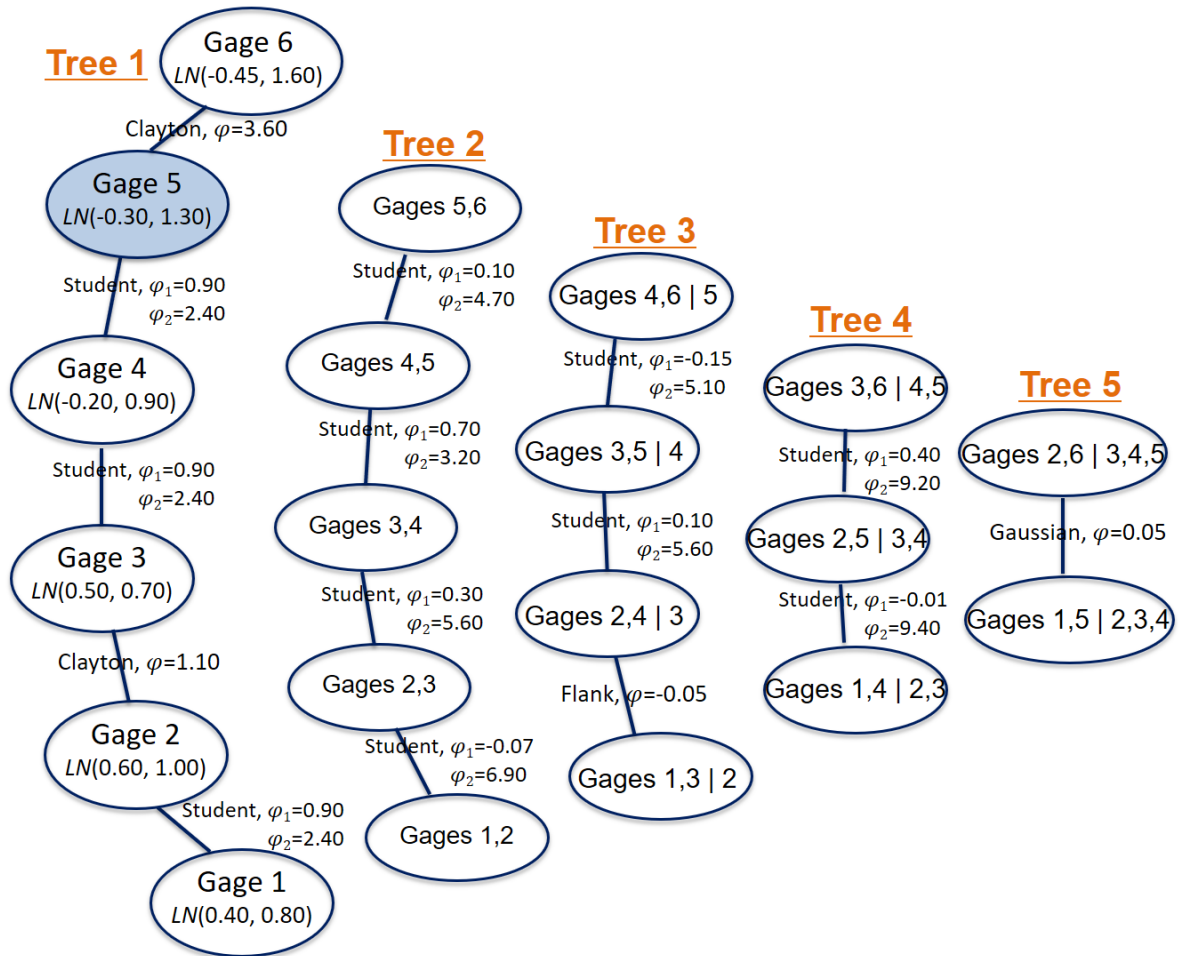 Tree 1
Gage 6
LN(-0.45, 1.60)
Clayton, φ=3.60
Gage 5
LN(-0.30, 1.30)
Student, φ₁=0.90
φ₂=2.40
Gage 4
LN(-0.20, 0.90)
Student, φ₁=0.90
φ₂=2.40
Gage 3
LN(0.50, 0.70)
Clayton, φ=1.10
Gage 2
LN(0.60, 1.00)
Student, φ₁=0.90
φ₂=2.40
Gage 1
LN(0.40, 0.80)
Tree 2
Gages 5,6
Student, φ₁=0.10
φ₂=4.70
Gages 4,5
Student, φ₁=0.70
φ₂=3.20
Gages 3,4
Student, φ₁=0.30
φ₂=5.60
Gages 2,3
Student, φ₁=-0.07
φ₂=6.90
Gages 1,2
Tree 3
Gages 4,6 | 5
Student, φ₁=-0.15
φ₂=5.10
Gages 3,5 | 4
Student, φ₁=0.10
φ₂=5.60
Gages 2,4 | 3
Flank, φ=-0.05
Gages 1,3 | 2
Tree 4
Gages 3,6 | 4,5
Student, φ₁=0.40
φ₂=9.20
Gages 2,5 | 3,4
Student, φ₁=-0.01
φ₂=9.40
Gages 1,4 | 2,3
Tree 5
Gages 2,6 | 3,4,5
Gaussian, φ=0.05
Gages 1,5 | 2,3,4